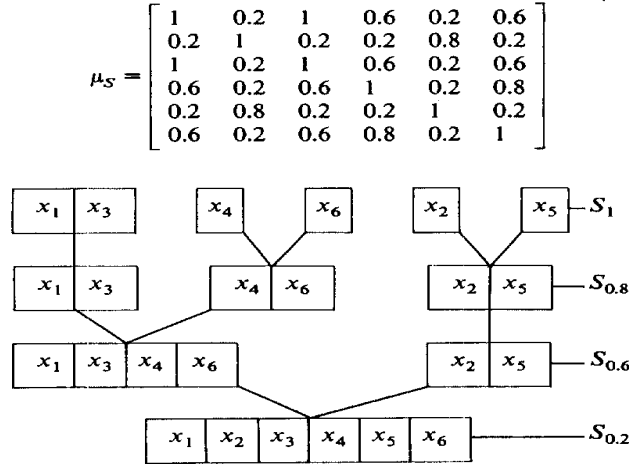 1 0.2 1 0.6 0.2 0.6
0.2 1 0.2 0.2 0.8 0.2
μS = 1 0.2 1 0.6 0.2 0.6
0.6 0.2 0.6 1 0.2 0.8
0.2 0.8 0.2 0.2 1 0.2
0.6 0.2 0.6 0.8 0.2 1
x1 x3 x4 x6 x2 x5 S1
x1 x3 x4 x6 x2 x5 S0.8
x1 x3 x4 x6 x2 x5 S0.6
x1 x2 x3 x4 x5 x6 S0.2